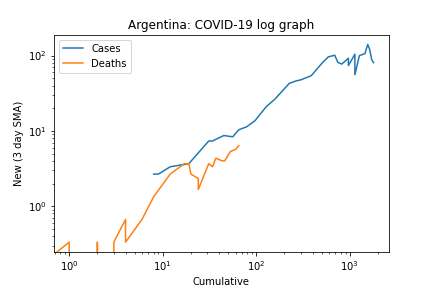 Argentina: COVID-19 log graph
Cases
Deaths
New (3 day SMA)
10²
10¹
10⁰
10⁰ 10¹ 10² 10³
Cumulative